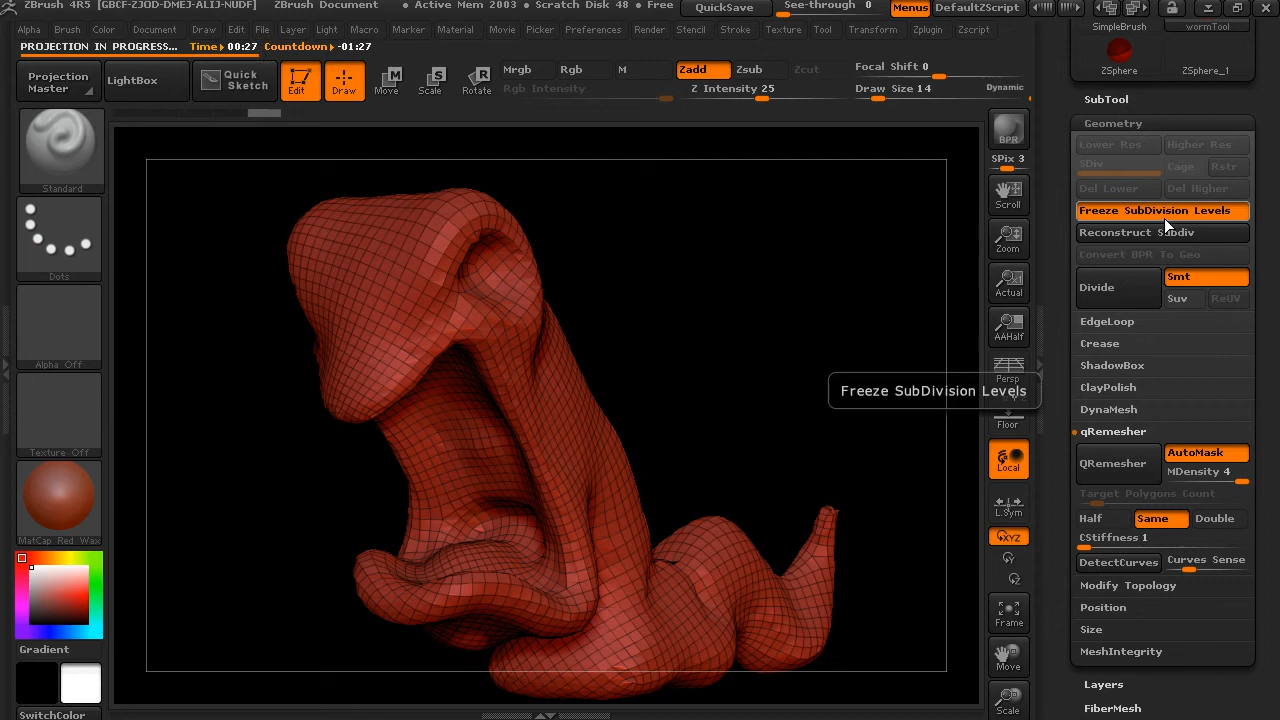 ZBrush 4R5 [GBCF-ZJOD-DMEJ-ALIJ-NUDF] ZBrush Document • Active Mem 2003 • Scratch Disk 48 • Free QuickSave See-through 0 Menus DefaultZScript
Alpha Brush Color Document Draw Edit File Layer Light Macro Marker Material Movie Picker Preferences Render Stencil Stroke Texture Tool Transform Zplugin Zscript
PROJECTION IN PROGRESS... Time▸00:27 Countdown▸-01:27
Projection Master
LightBox
Quick Sketch
Edit
Draw
Move
Scale
Rotate
Mrgb Rgb M Zadd Zsub Zcut
Rgb Intensity Z Intensity 25
Focal Shift 0
Draw Size 14 Dynamic
Standard
Dots
Alpha Off
Texture Off
MatCap Red Wax
Gradient
SwitchColor
BPR
SPix 3
Scroll
Zoom
Actual
AAHalf
Persp
Floor
Local
L.Sym
XYZ
Y
Z
Frame
Move
Scale
Freeze SubDivision Levels
SimpleBrush wormTool
ZSphere ZSphere_1
SubTool
Geometry
Lower Res Higher Res
SDiv Cage Rstr
Del Lower Del Higher
Freeze SubDivision Levels
Reconstruct Subdiv
Convert BPR To Geo
Divide Smt
Suv ReUV
EdgeLoop
Crease
ShadowBox
ClayPolish
DynaMesh
qRemesher
QRemesher AutoMask
MDensity 4
Target Polygons Count
Half Same Double
CStiffness 1
DetectCurves Curves Sense
Modify Topology
Position
Size
MeshIntegrity
Layers
FiberMesh